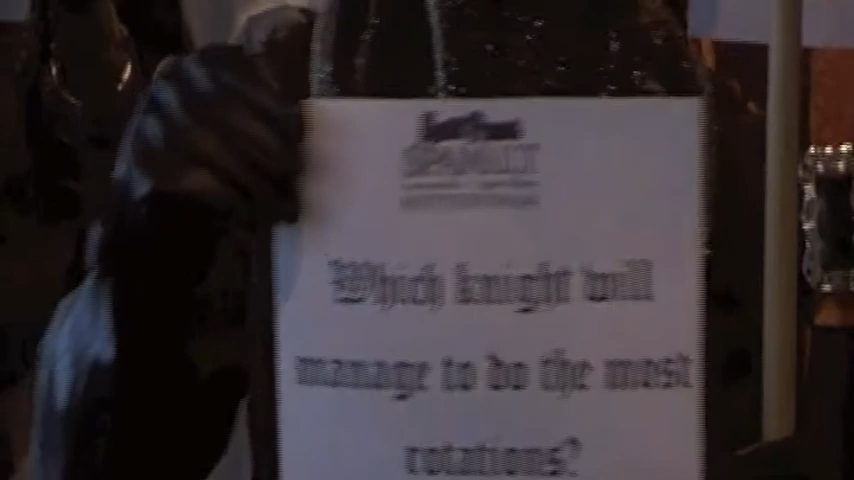 Which knight will
manage to do the most
rotations?